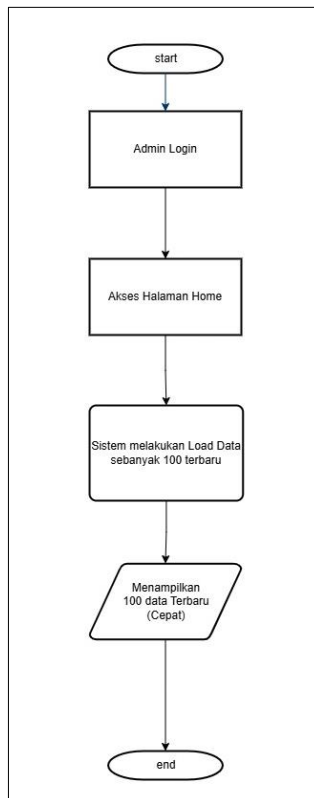 start
Admin Login
Akses Halaman Home
Sistem melakukan Load Data
sebanyak 100 terbaru
Menampilkan
100 data Terbaru
(Cepat)
end